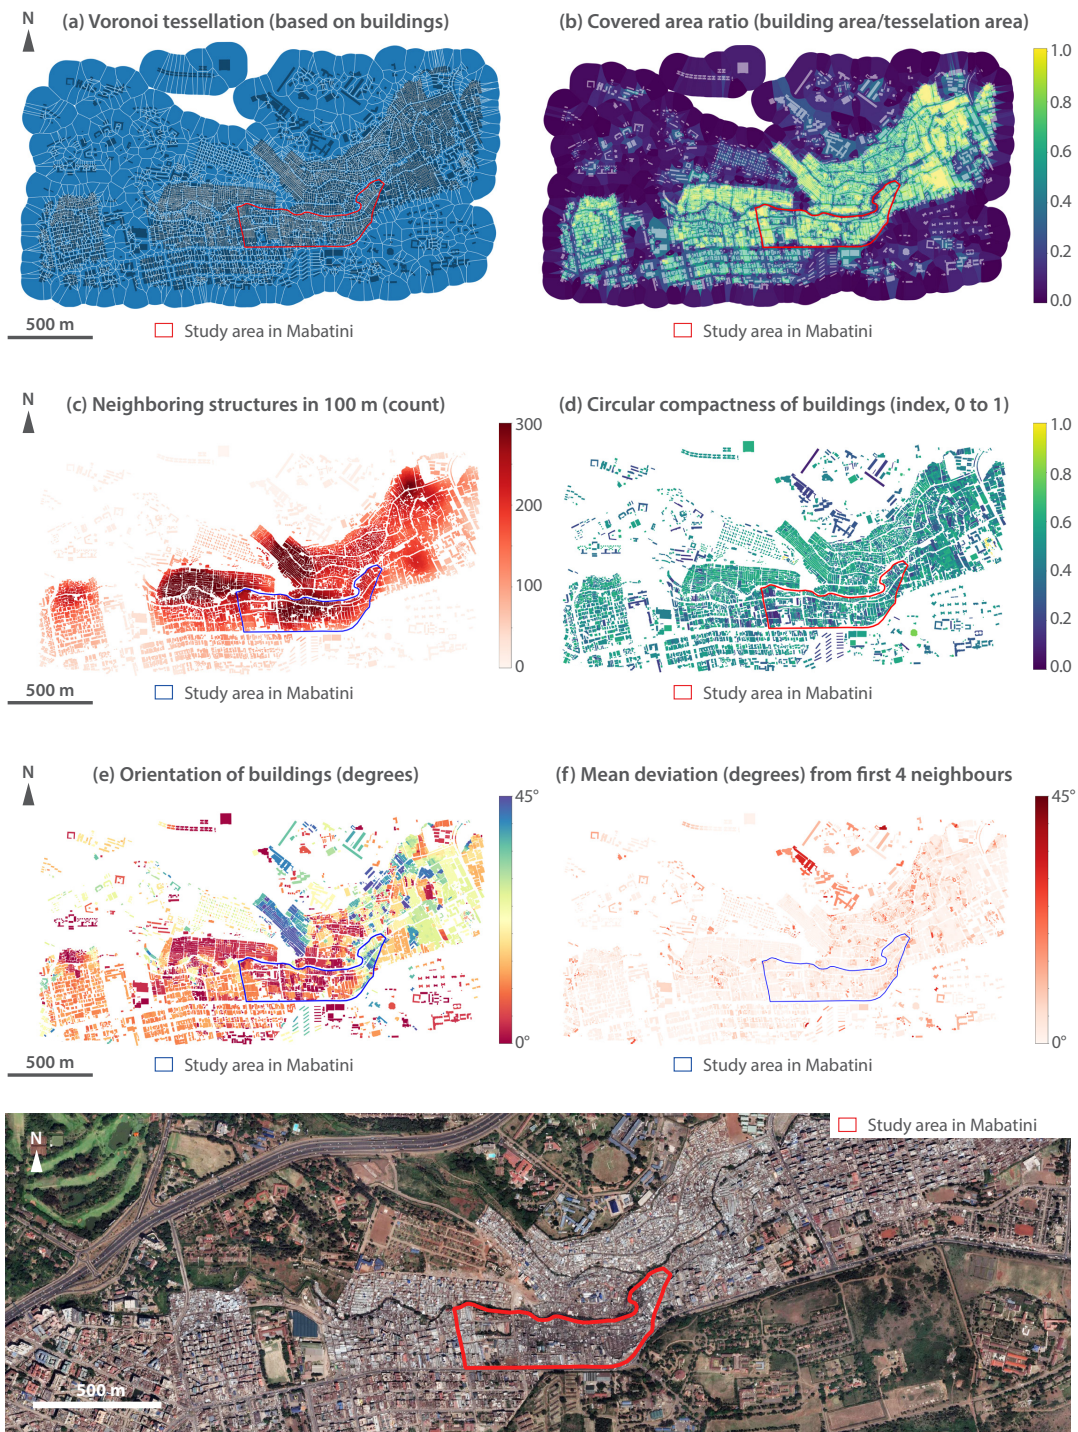 N
(a) Voronoi tessellation (based on buildings)
500 m
Study area in Mabatini
(b) Covered area ratio (building area/tesselation area)
1.0
0.8
0.6
0.4
0.2
0.0
Study area in Mabatini
N
(c) Neighboring structures in 100 m (count)
300
200
100
0
500 m
Study area in Mabatini
(d) Circular compactness of buildings (index, 0 to 1)
1.0
0.8
0.6
0.4
0.2
0.0
Study area in Mabatini
N
(e) Orientation of buildings (degrees)
45°
0°
500 m
Study area in Mabatini
(f) Mean deviation (degrees) from first 4 neighbours
45°
0°
Study area in Mabatini
Study area in Mabatini
N
500 m